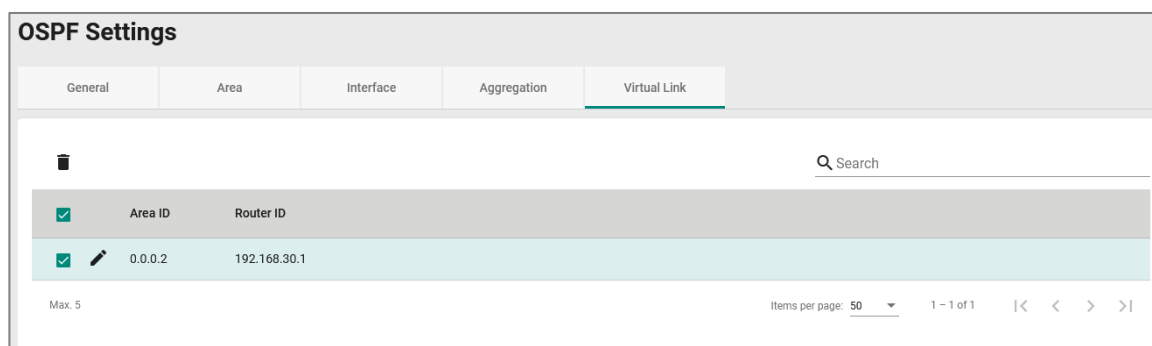 OSPF Settings
General Area Interface Aggregation Virtual Link
Search
Area ID Router ID
0.0.0.2 192.168.30.1
Max. 5 Items per page: 50 1 – 1 of 1